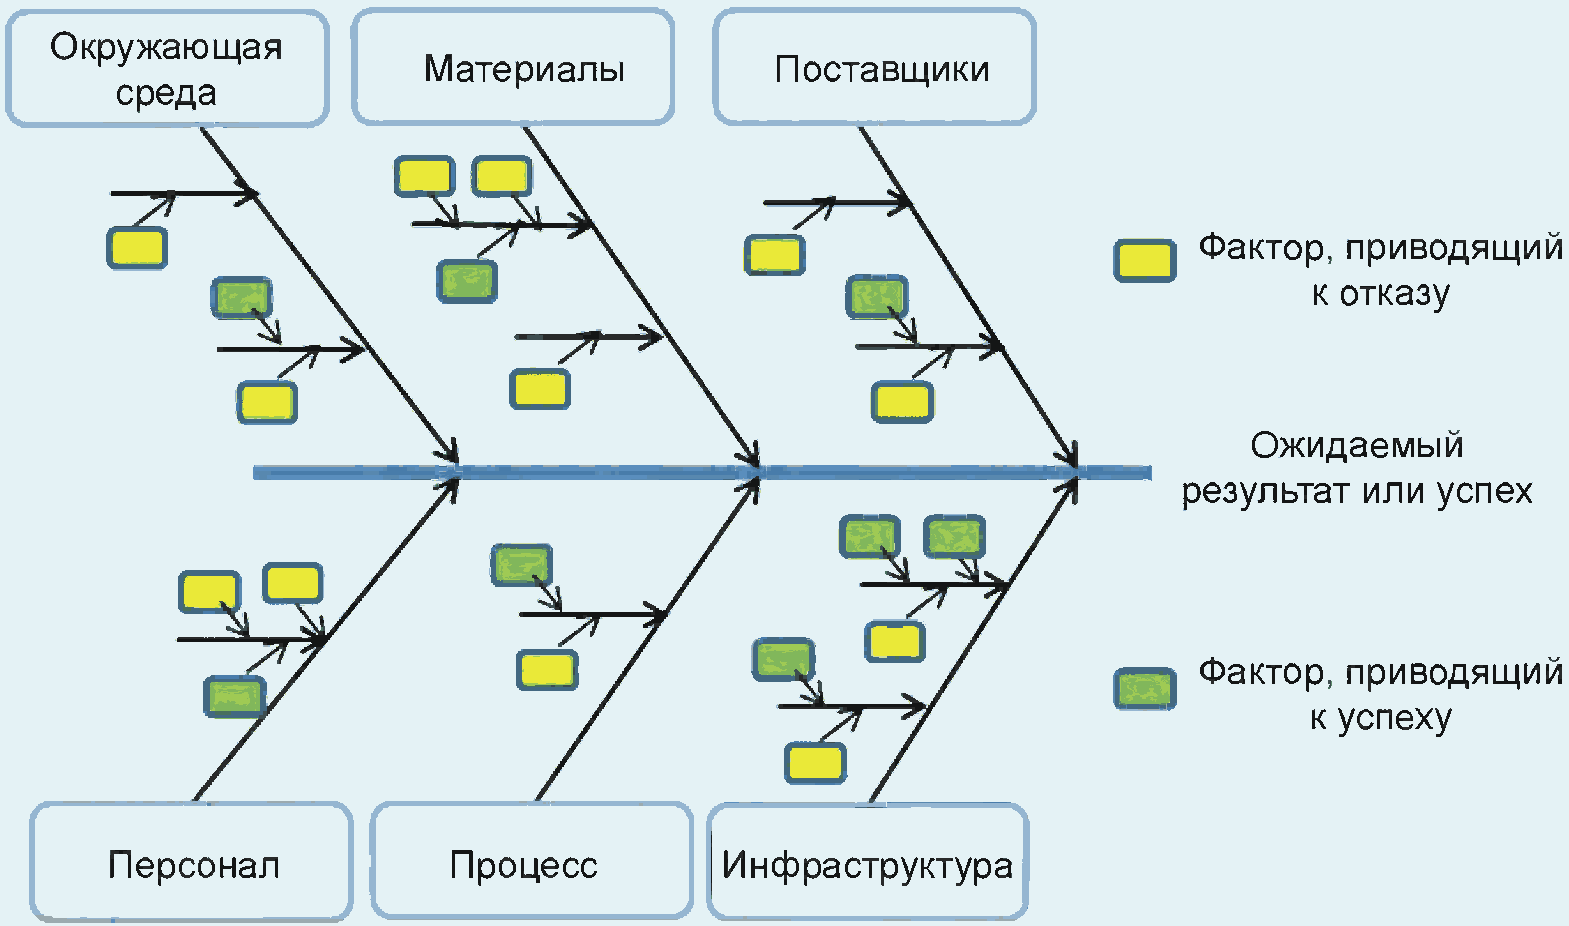 Окружающая
среда
Материалы
Поставщики
Фактор, приводящий
к отказу
Ожидаемый
результат или успех
Фактор, приводящий
к успеху
Персонал
Процесс
Инфраструктура